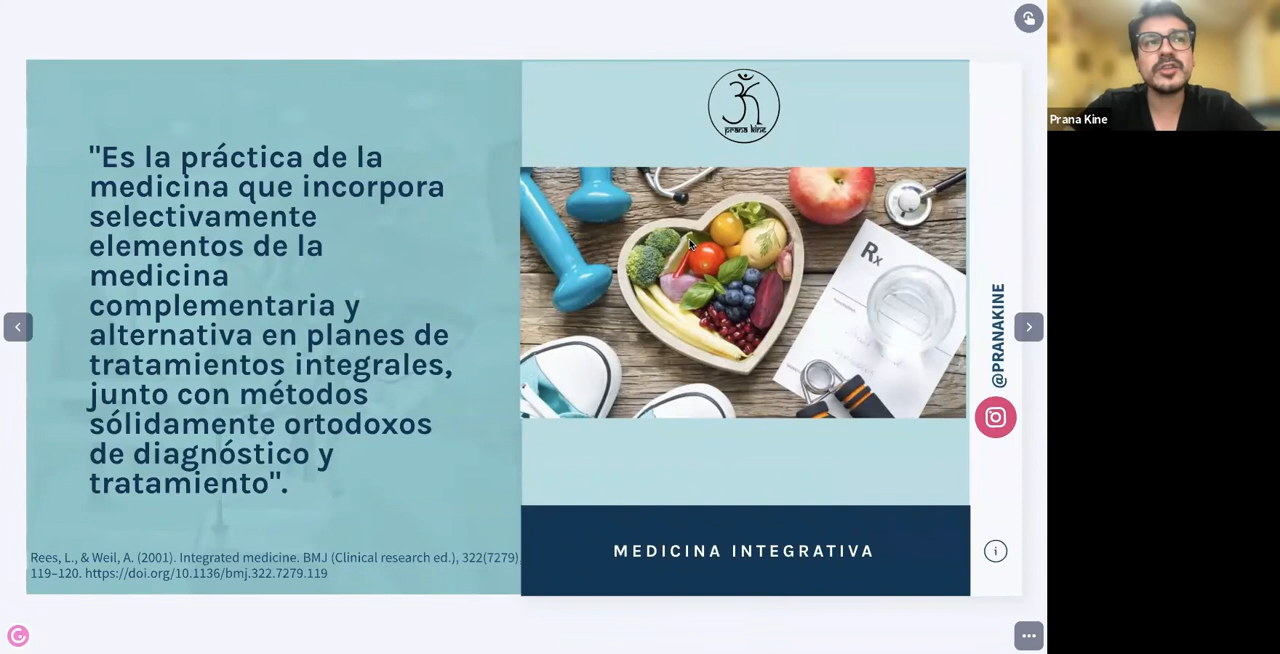 "Es la práctica de la
medicina que incorpora
selectivamente
elementos de la
medicina
complementaria y
alternativa en planes de
tratamientos integrales,
junto con métodos
sólidamente ortodoxos
de diagnóstico y
tratamiento".
Rees, L., & Weil, A. (2001). Integrated medicine. BMJ (Clinical research ed.), 322(7279),
119–120. https://doi.org/10.1136/bmj.322.7279.119
prana kine
Rx
MEDICINA INTEGRATIVA
@PRANAKINE
i
Prana Kine